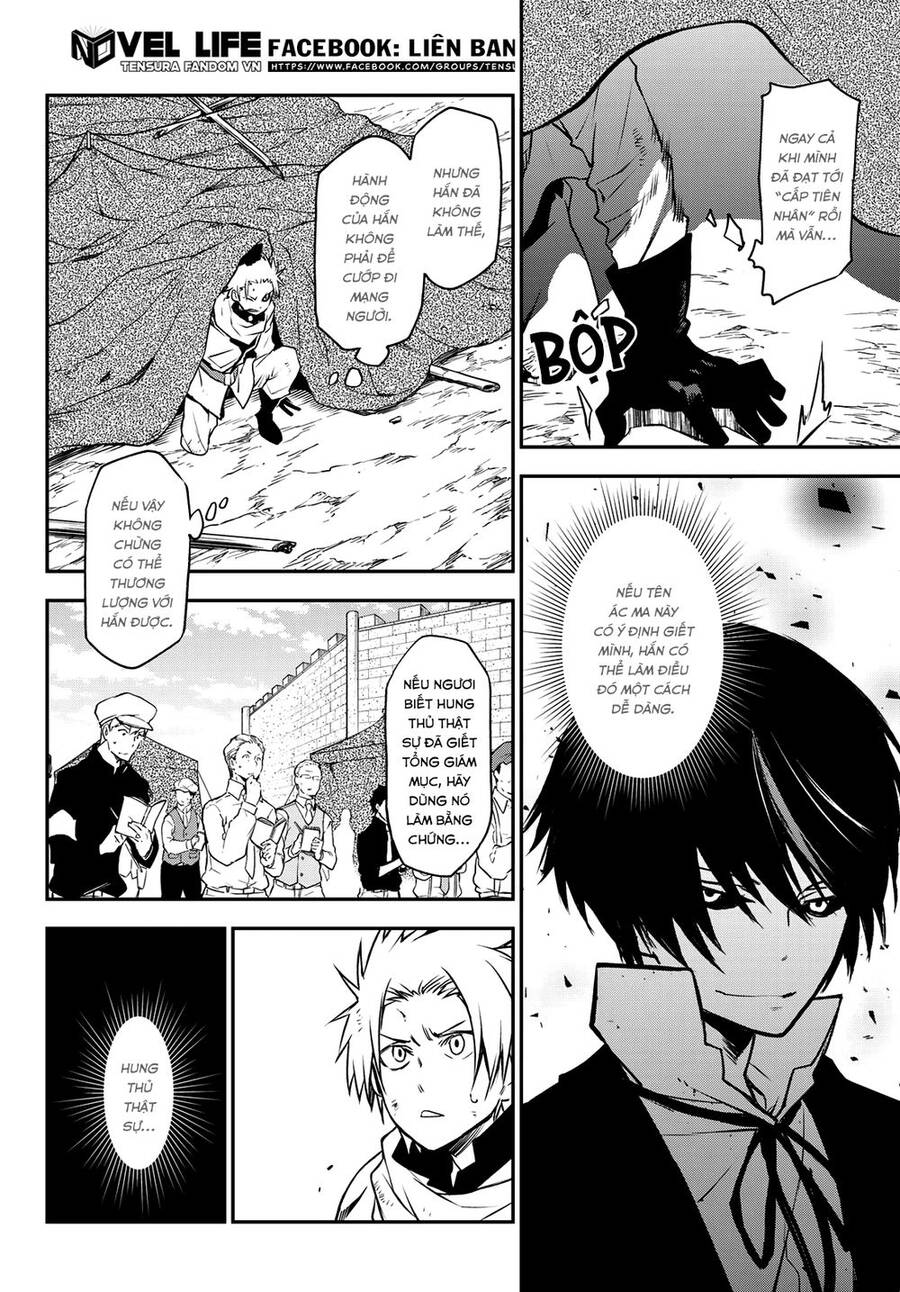 NOVEL LIFE
TENSURA FANDOM VN
FACEBOOK: LIÊN BAN
HTTPS://WWW.FACEBOOK.COM/GROUPS/TENSU
NGAY CẢ
KHI MÌNH
ĐÃ ĐẠT TỚI
“CẤP TIÊN
NHÂN” RỒI
MÀ VẪN...
BỘP
NẾU TÊN
ÁC MA NÀY
CÓ Ý ĐỊNH GIẾT
MÌNH, HẮN CÓ
THỂ LÀM ĐIỀU
ĐÓ MỘT CÁCH
DỄ DÀNG.
NHƯNG
HẮN ĐÃ
KHÔNG
LÀM THẾ,
HÀNH
ĐỘNG
CỦA HẮN
KHÔNG
PHẢI ĐỂ
CƯỚP ĐI
MẠNG
NGƯỜI.
NẾU VẬY
KHÔNG
CHỪNG
CÓ THỂ
THƯƠNG
LƯỢNG VỚI
HẮN ĐƯỢC.
NẾU NGƯƠI
BIẾT HUNG
THỦ THẬT
SỰ ĐÃ GIẾT
TỔNG GIÁM
MỤC, HÃY
DÙNG NÓ
LÀM BẰNG
CHỨNG...
HUNG
THỦ THẬT
SỰ...